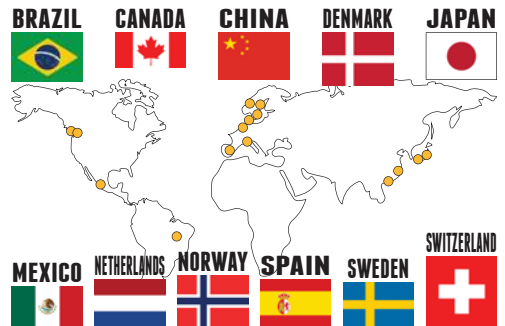 BRAZIL
CANADA
CHINA
DENMARK
JAPAN
MEXICO
NETHERLANDS
NORWAY
SPAIN
SWEDEN
SWITZERLAND